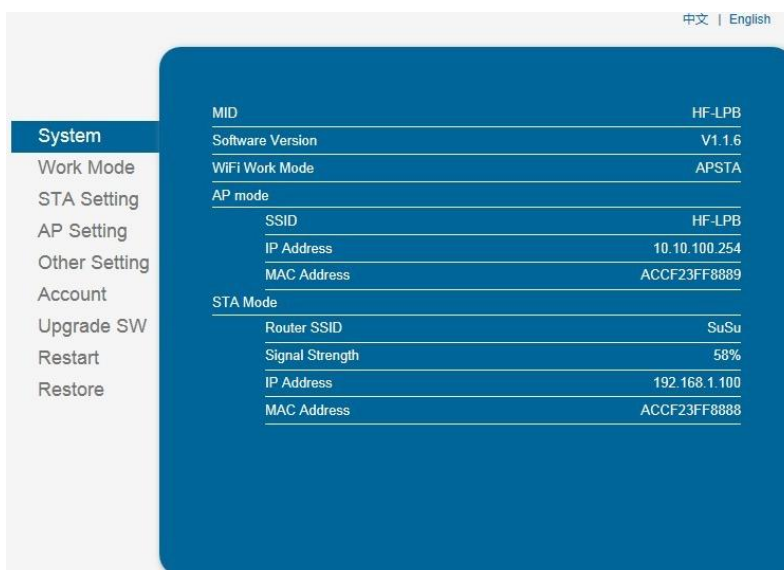 中文 | English
System
Work Mode
STA Setting
AP Setting
Other Setting
Account
Upgrade SW
Restart
Restore
MID HF-LPB
Software Version V1.1.6
WiFi Work Mode APSTA
AP mode
SSID HF-LPB
IP Address 10.10.100.254
MAC Address ACCF23FF8889
STA Mode
Router SSID SuSu
Signal Strength 58%
IP Address 192.168.1.100
MAC Address ACCF23FF8888